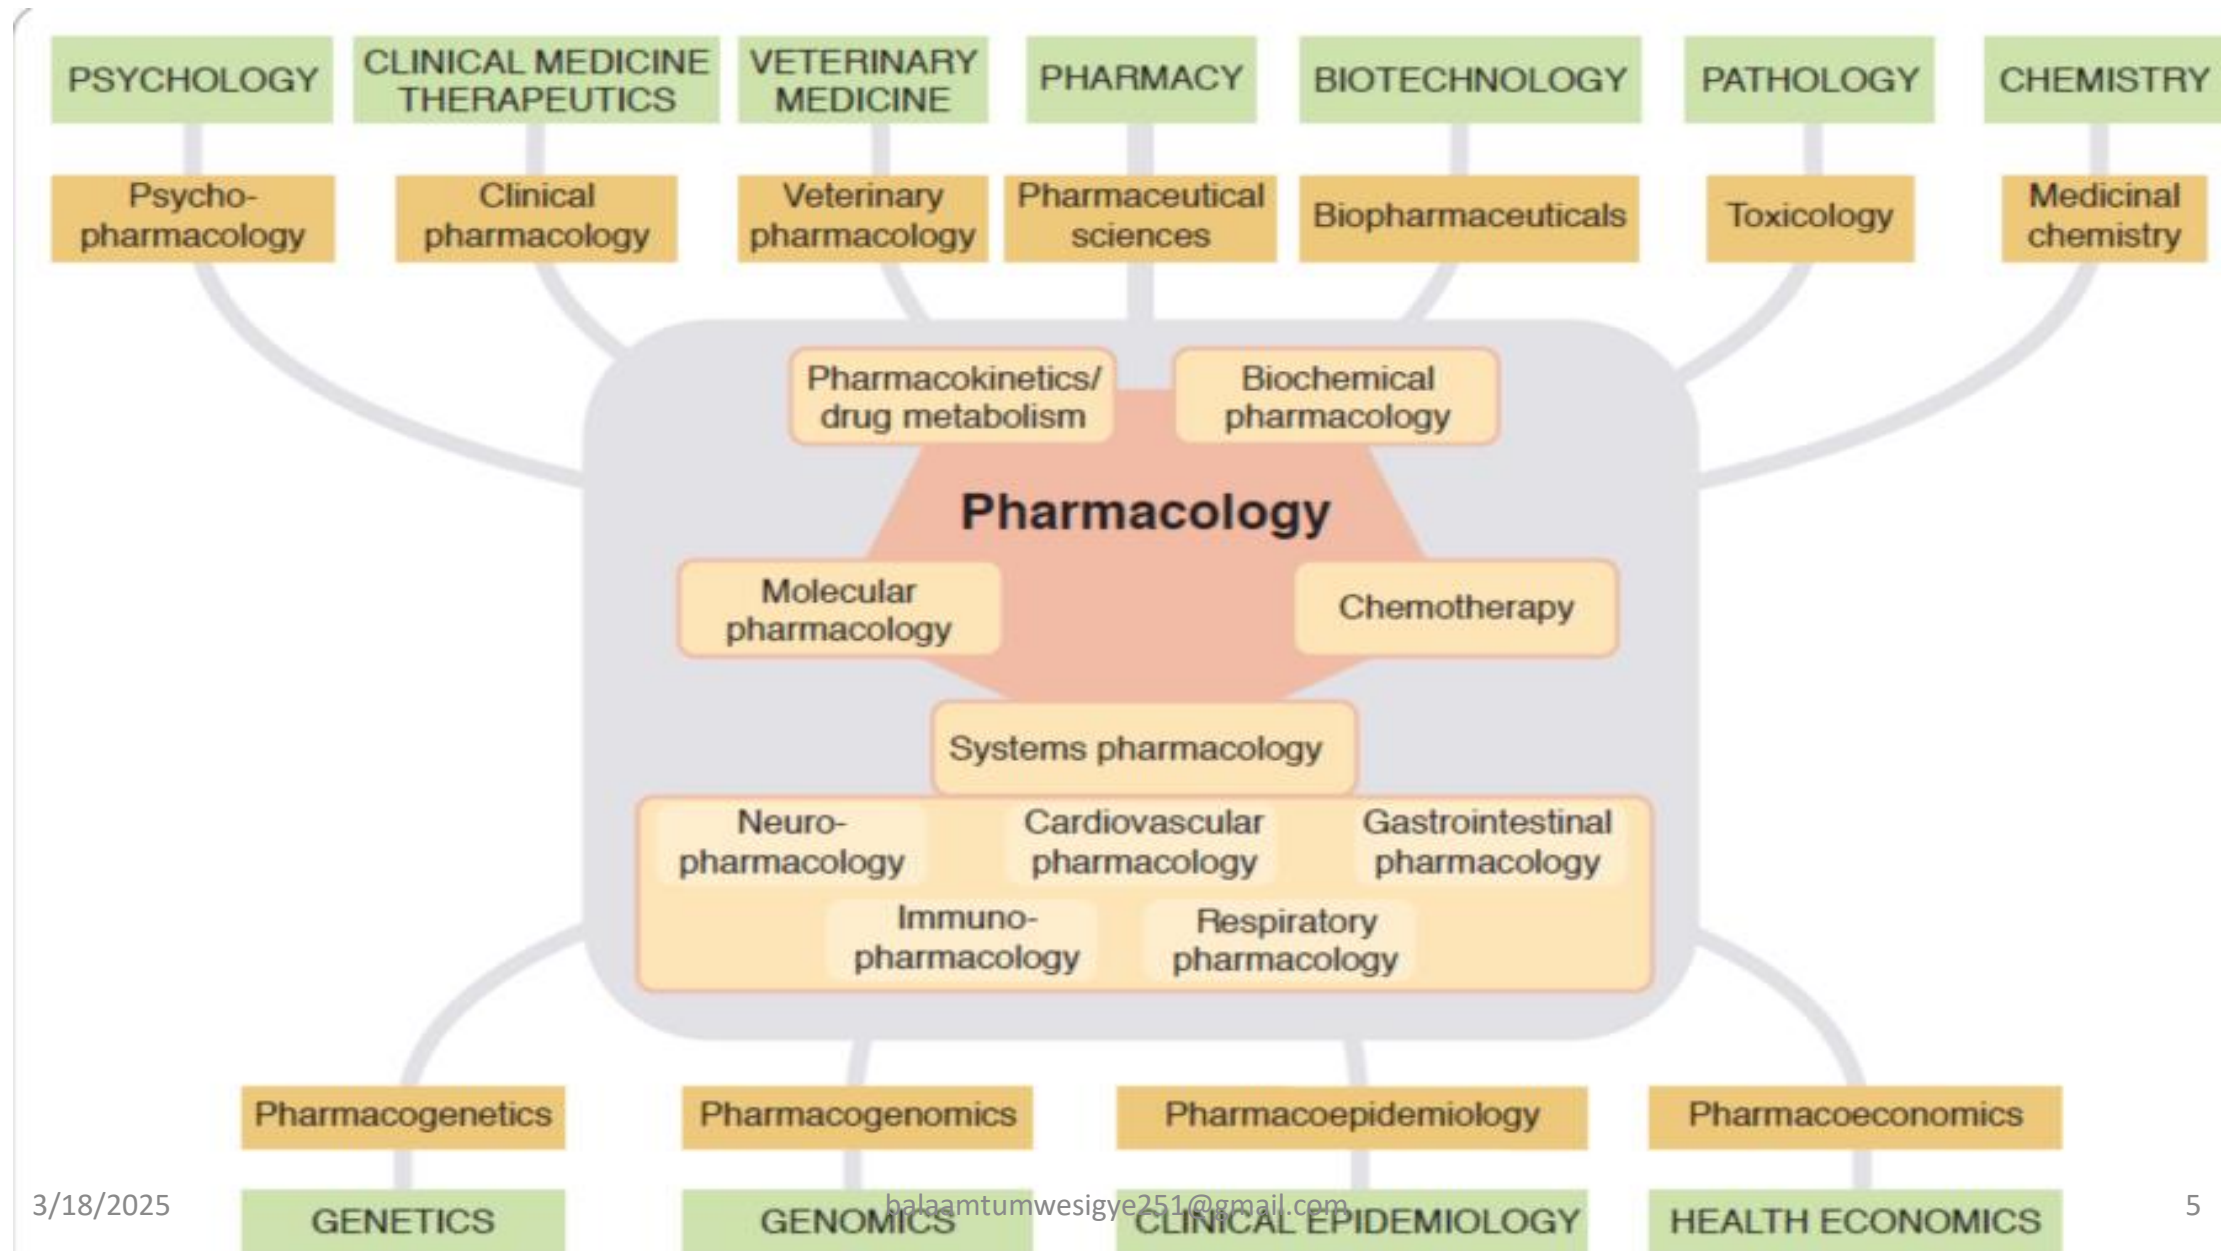 PSYCHOLOGY
CLINICAL MEDICINE
THERAPEUTICS
VETERINARY
MEDICINE
PHARMACY
BIOTECHNOLOGY
PATHOLOGY
CHEMISTRY
Psycho-
pharmacology
Clinical
pharmacology
Veterinary
pharmacology
Pharmaceutical
sciences
Biopharmaceuticals
Toxicology
Medicinal
chemistry
Pharmacokinetics/
drug metabolism
Biochemical
pharmacology
Pharmacology
Molecular
pharmacology
Chemotherapy
Systems pharmacology
Neuro-
pharmacology
Cardiovascular
pharmacology
Gastrointestinal
pharmacology
Immuno-
pharmacology
Respiratory
pharmacology
Pharmacogenetics
Pharmacogenomics
Pharmacoepidemiology
Pharmacoeconomics
GENETICS
GENOMICS
CLINICAL EPIDEMIOLOGY
HEALTH ECONOMICS
3/18/2025
balaamtumwesigye251@gmail.com
5